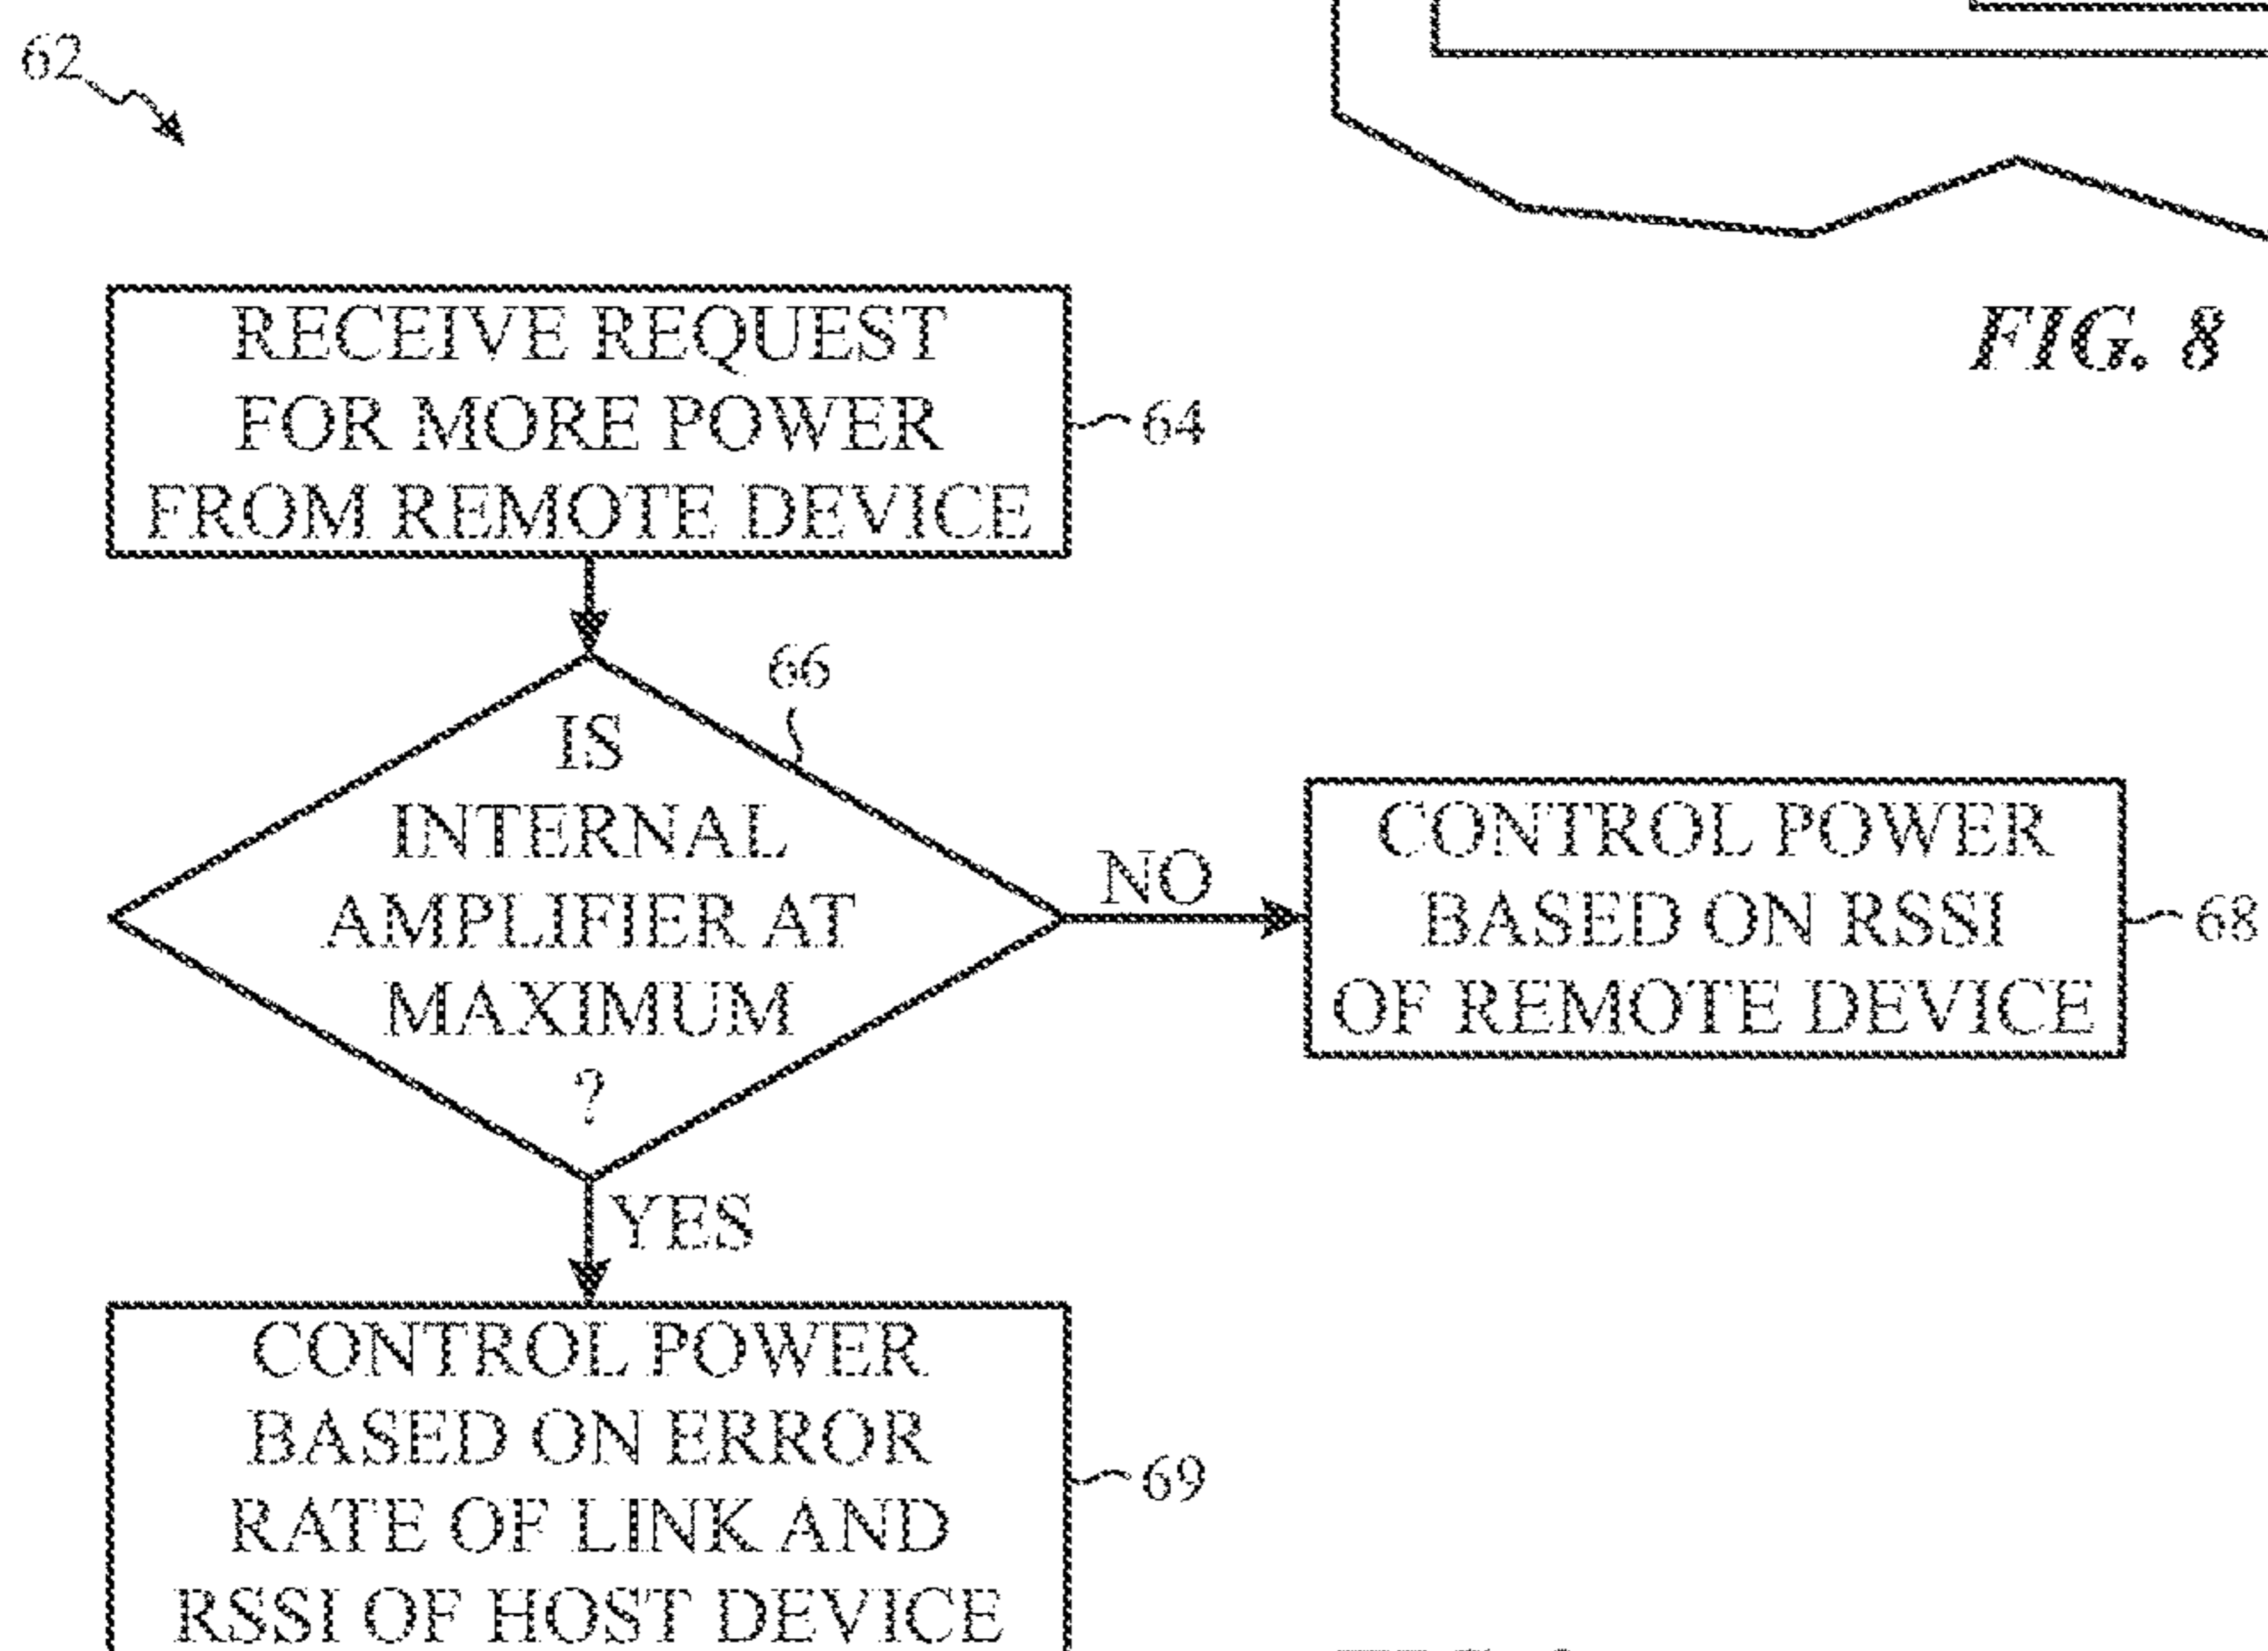 62
FIG. 8
RECEIVE REQUEST
FOR MORE POWER
FROM REMOTE DEVICE
64
66
IS
INTERNAL
AMPLIFIER AT
MAXIMUM
?
NO
CONTROL POWER
BASED ON RSSI
OF REMOTE DEVICE
68
YES
CONTROL POWER
BASED ON ERROR
RATE OF LINK AND
RSSI OF HOST DEVICE
69